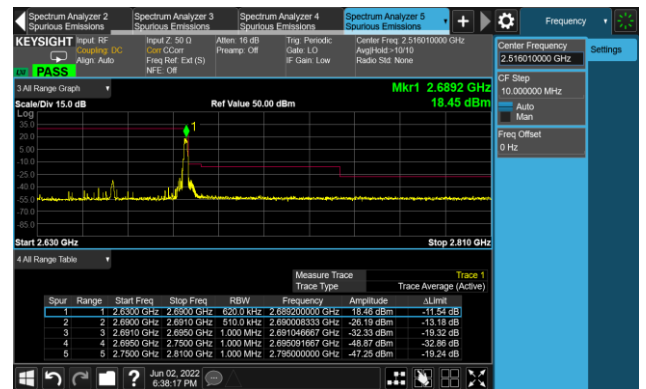 Spectrum Analyzer 2
Spurious Emissions
Spectrum Analyzer 3
Spurious Emissions
Spectrum Analyzer 4
Spurious Emissions
Spectrum Analyzer 5
Spurious Emissions
Frequency
KEYSIGHT
Input: RF
Coupling: DC
Align: Auto
Input Z: 50 Ω
Corr CCorr
Freq Ref: Ext (S)
NFE: Off
Atten: 16 dB
Preamp: Off
Trig: Periodic
Gate: LO
IF Gain: Low
Center Freq: 2.516010000 GHz
Avg|Hold:>10/10
Radio Std: None
PASS
Center Frequency
2.516010000 GHz
Settings
CF Step
10.000000 MHz
Auto
Man
Freq Offset
0 Hz
3 All Range Graph
Mkr1 2.6892 GHz
Scale/Div 15.0 dB
Ref Value 50.00 dBm
18.45 dBm
Log
35.0
20.0
5.00
-10.0
-25.0
-40.0
-55.0
-70.0
-85.0
1
Start 2.630 GHz
Stop 2.810 GHz
4 All Range Table
Measure Trace
Trace 1
Trace Type
Trace Average (Active)
Spur Range Start Freq Stop Freq RBW Frequency Amplitude ΔLimit
1 1 2.6300 GHz 2.6900 GHz 620.0 kHz 2.689200000 GHz 18.46 dBm -11.54 dB
2 2 2.6900 GHz 2.6910 GHz 510.0 kHz 2.690008333 GHz -26.19 dBm -13.18 dB
3 3 2.6910 GHz 2.6950 GHz 1.000 MHz 2.691046667 GHz -32.33 dBm -19.32 dB
4 4 2.6950 GHz 2.7500 GHz 1.000 MHz 2.695091667 GHz -48.87 dBm -32.86 dB
5 5 2.7500 GHz 2.8100 GHz 1.000 MHz 2.795000000 GHz -47.25 dBm -19.24 dB
?
Jun 02, 2022
6:38:17 PM